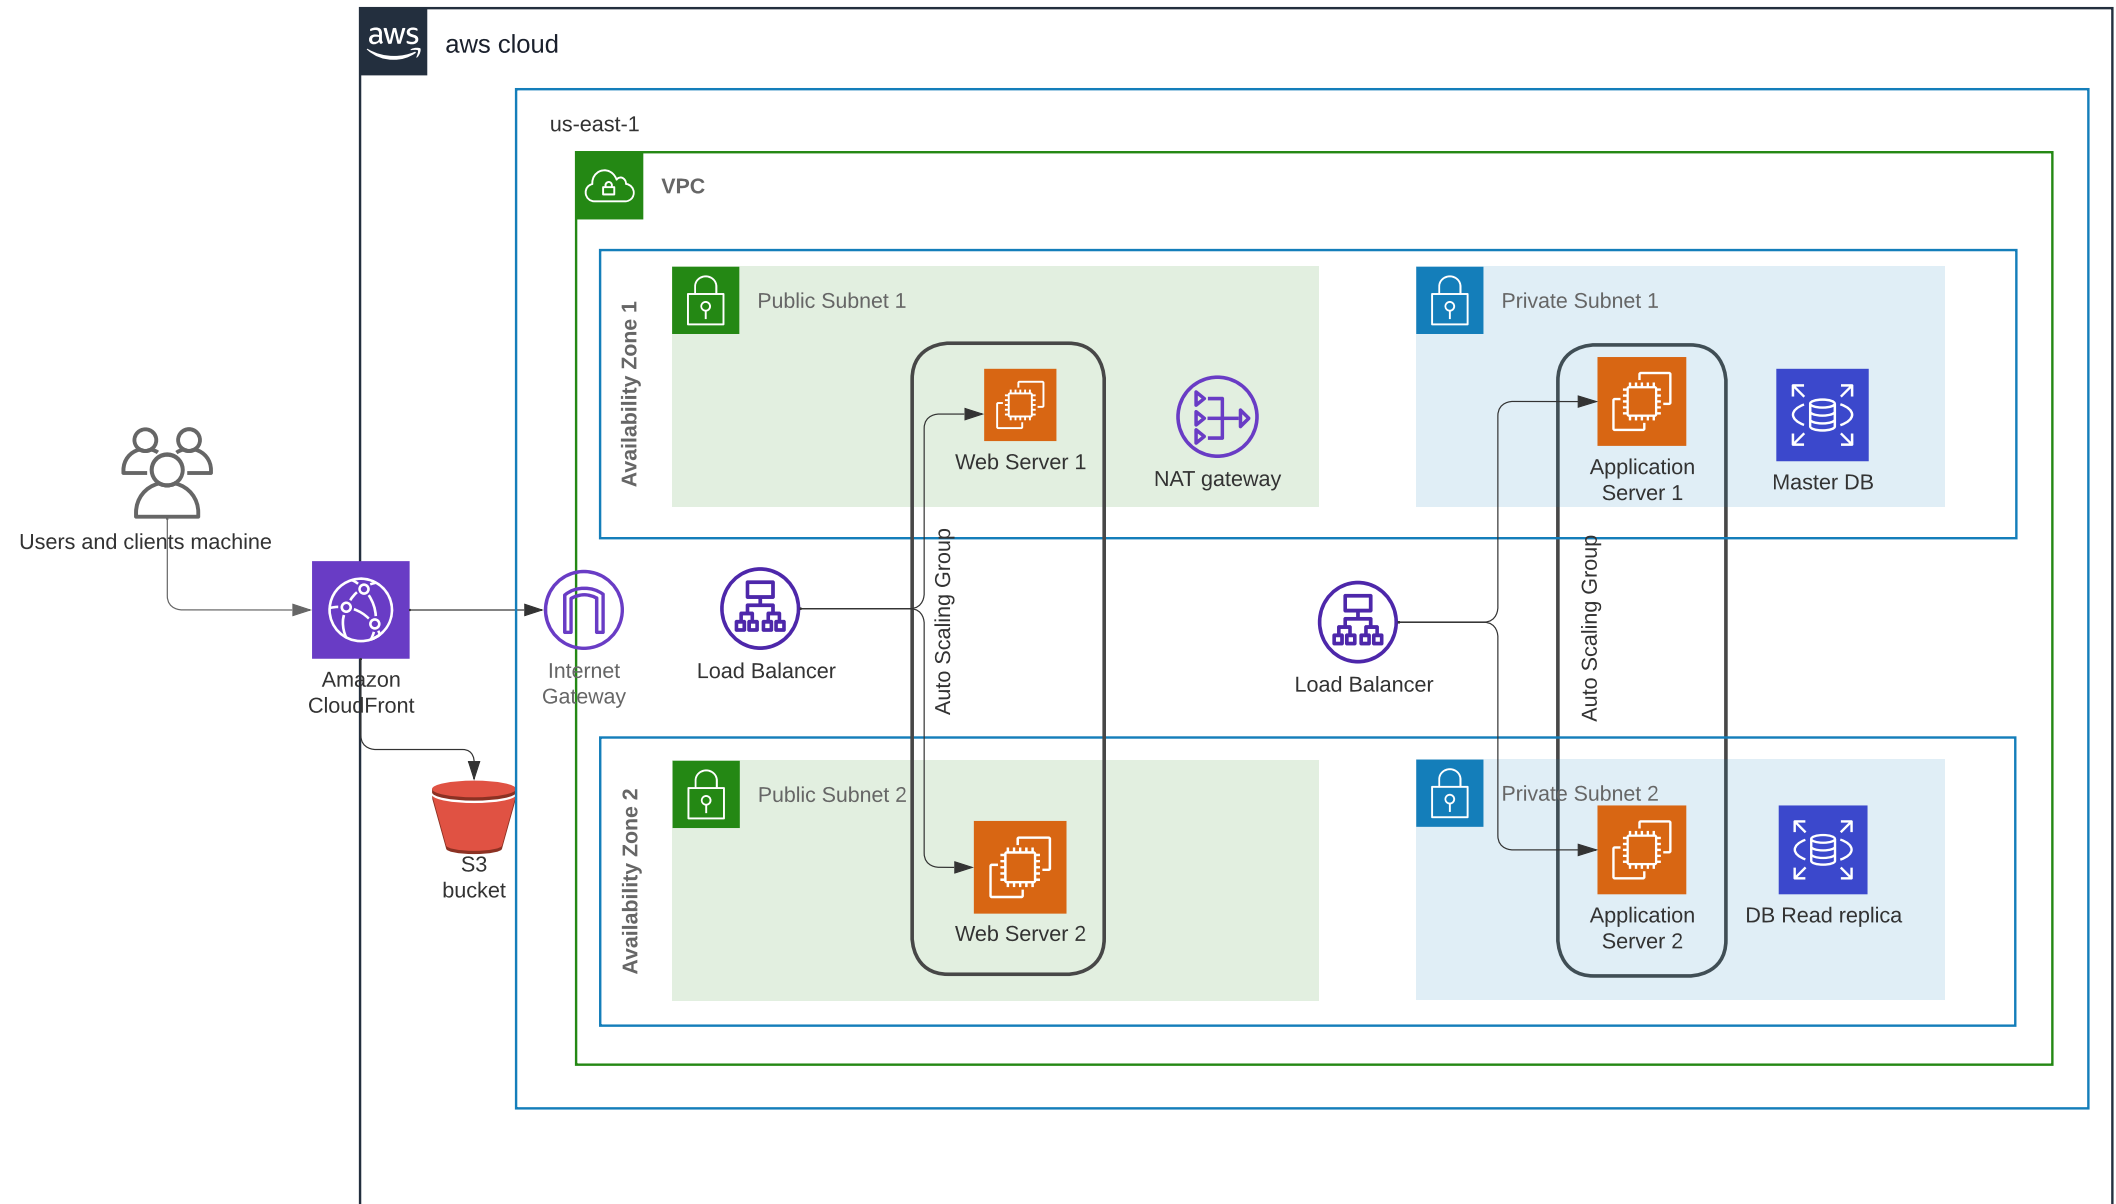 aws
aws cloud
us-east-1
VPC
Availability Zone 1
Public Subnet 1
Web Server 1
NAT gateway
Private Subnet 1
Application
Server 1
Master DB
Users and clients machine
Amazon
CloudFront
S3
bucket
Internet
Gateway
Load Balancer
Auto Scaling Group
Load Balancer
Auto Scaling Group
Availability Zone 2
Public Subnet 2
Web Server 2
Private Subnet 2
Application
Server 2
DB Read replica